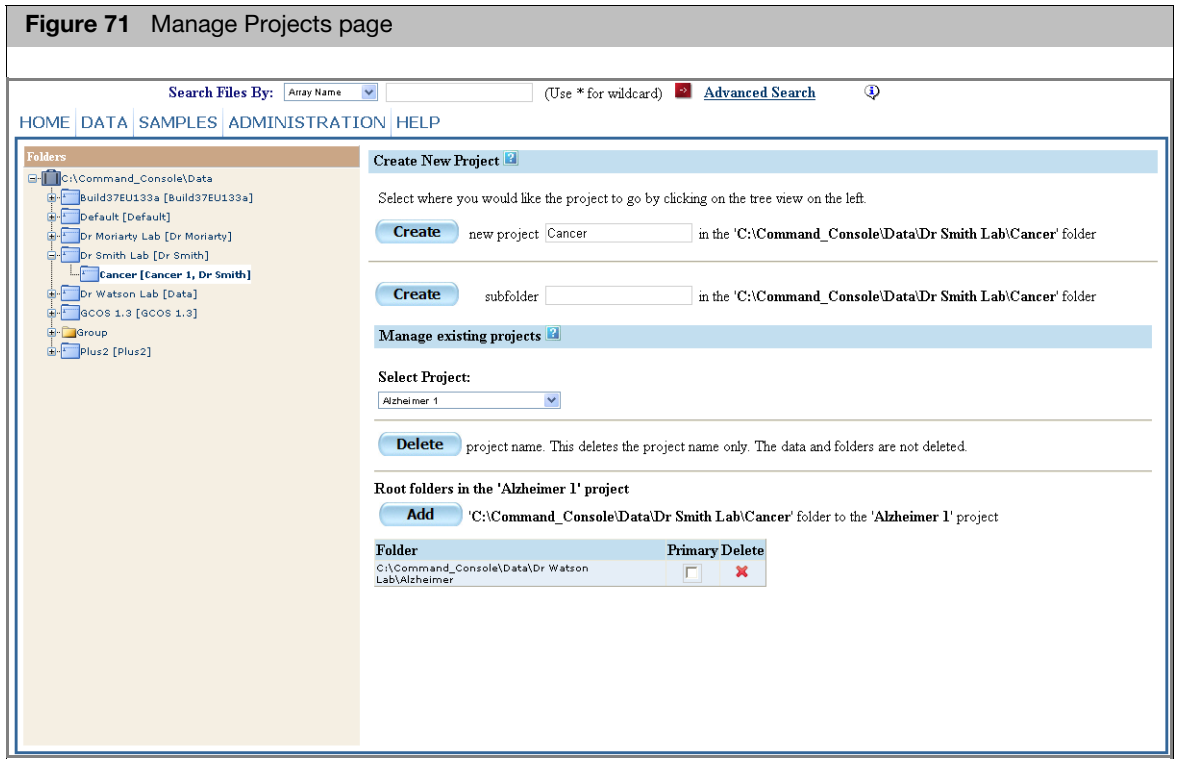 Figure 71 Manage Projects page
Search Files By: Array Name (Use * for wildcard) Advanced Search
HOME DATA SAMPLES ADMINISTRATION HELP
Folders
C:\Command_Console\Data
Build37EU133a [Build37EU133a]
Default [Default]
Dr Moriarty Lab [Dr Moriarty]
Dr Smith Lab [Dr Smith]
Cancer [Cancer 1, Dr Smith]
Dr Watson Lab [Data]
GCOS 1.3 [GCOS 1.3]
Group
Plus2 [Plus2]
Create New Project ?
Select where you would like the project to go by clicking on the tree view on the left.
Create new project Cancer in the 'C:\Command_Console\Data\Dr Smith Lab\Cancer' folder
Create subfolder in the 'C:\Command_Console\Data\Dr Smith Lab\Cancer' folder
Manage existing projects ?
Select Project:
Alzheimer 1
Delete project name. This deletes the project name only. The data and folders are not deleted.
Root folders in the 'Alzheimer 1' project
Add 'C:\Command_Console\Data\Dr Smith Lab\Cancer' folder to the 'Alzheimer 1' project
Folder Primary Delete
C:\Command_Console\Data\Dr Watson
Lab\Alzheimer